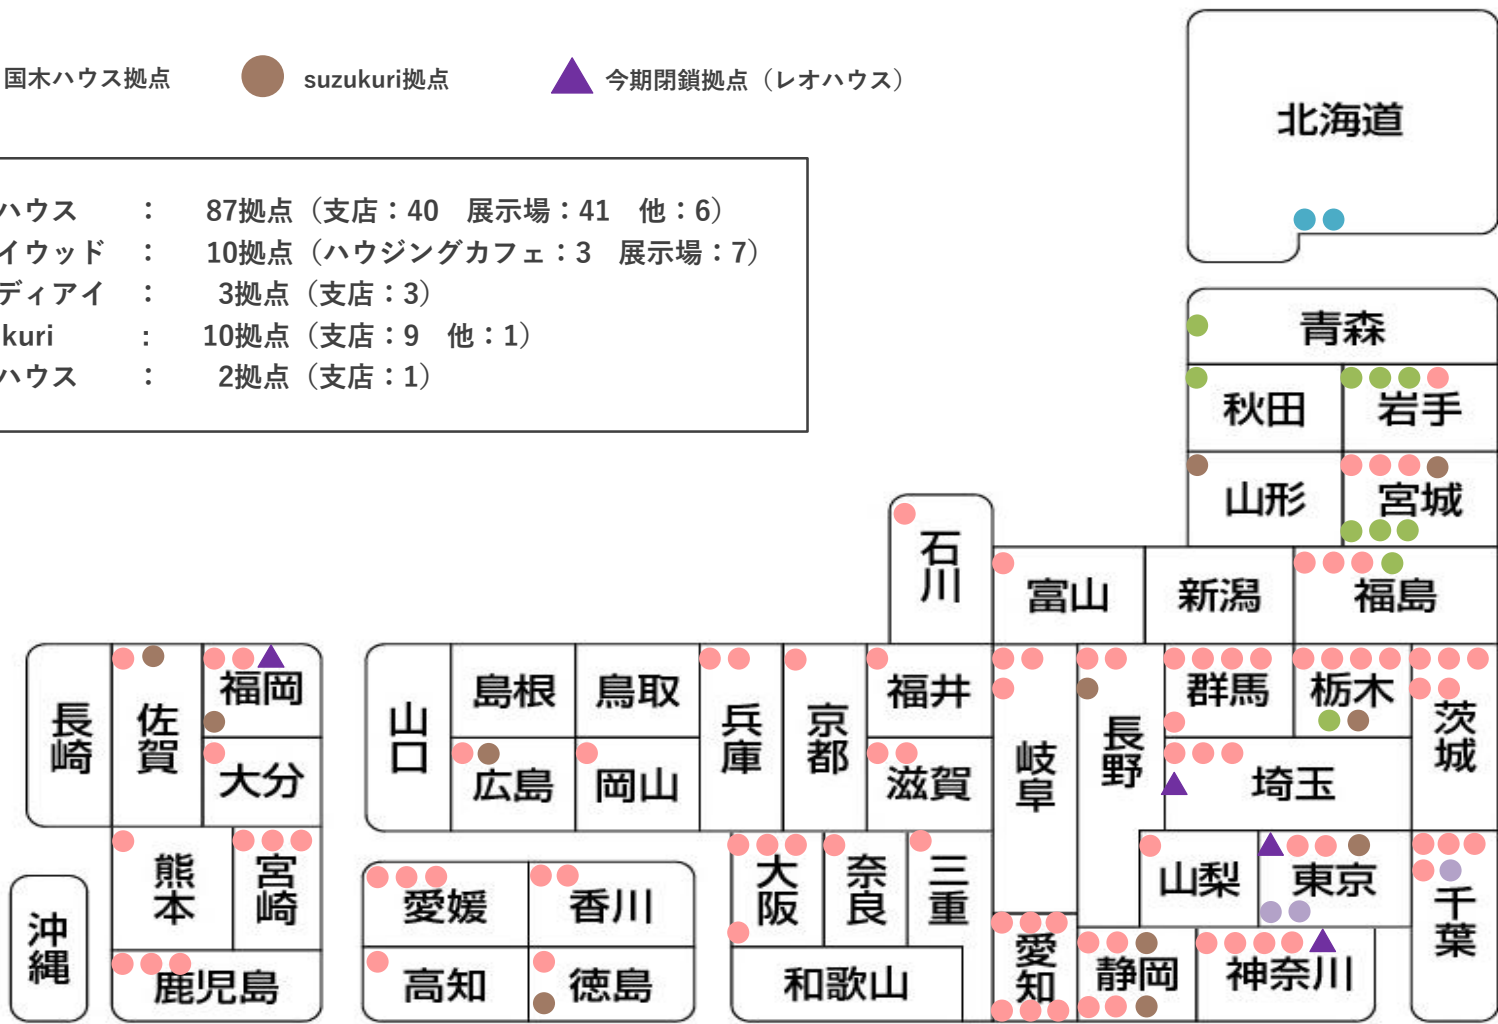 国木ハウス拠点 suzukuri拠点 今期閉鎖拠点（レオハウス）
ハウス ： 87拠点（支店：40 展示場：41 他：6）
イウッド ： 10拠点（ハウジングカフェ：3 展示場：7）
ディアイ ： 3拠点（支店：3）
kuri : 10拠点（支店：9 他：1）
ハウス ： 2拠点（支店：1）
北海道
青森
秋田
岩手
山形
宮城
石川
富山
新潟
福島
長崎
佐賀
福岡
大分
熊本
宮崎
鹿児島
沖縄
山口
島根
鳥取
広島
岡山
兵庫
京都
福井
滋賀
岐阜
長野
群馬
栃木
茨城
埼玉
山梨
東京
千葉
愛媛
香川
高知
徳島
大阪
奈良
三重
和歌山
愛知
静岡
神奈川